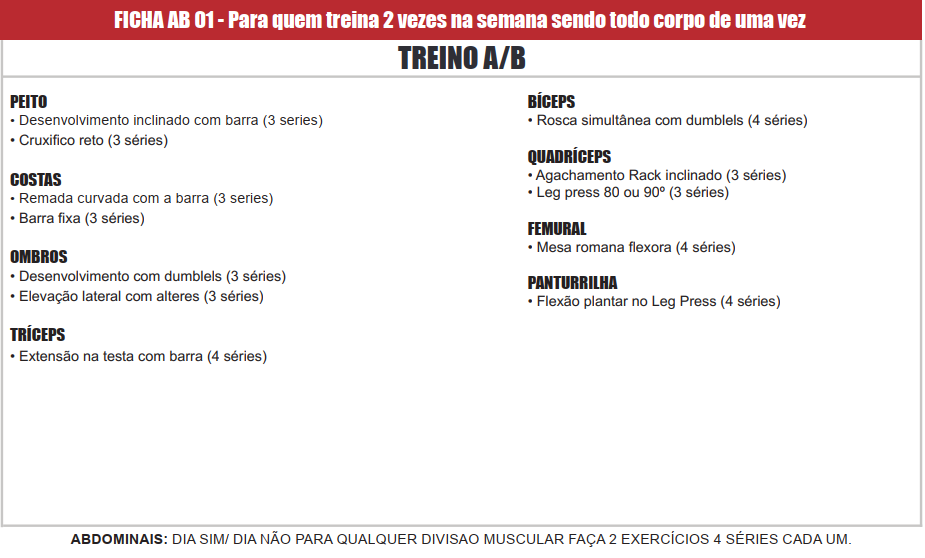 FICHA AB 01 - Para quem treina 2 vezes na semana sendo todo corpo de uma vez
TREINO A/B
PEITO
• Desenvolvimento inclinado com barra (3 series)
• Cruxifico reto (3 séries)
COSTAS
• Remada curvada com a barra (3 series)
• Barra fixa (3 séries)
OMBROS
• Desenvolvimento com dumblels (3 séries)
• Elevação lateral com alteres (3 séries)
TRÍCEPS
• Extensão na testa com barra (4 séries)
BÍCEPS
• Rosca simultânea com dumblels (4 séries)
QUADRÍCEPS
• Agachamento Rack inclinado (3 séries)
• Leg press 80 ou 90º (3 séries)
FEMURAL
• Mesa romana flexora (4 séries)
PANTURRILHA
• Flexão plantar no Leg Press (4 séries)
ABDOMINAIS: DIA SIM/ DIA NÃO PARA QUALQUER DIVISAO MUSCULAR FAÇA 2 EXERCÍCIOS 4 SÉRIES CADA UM.